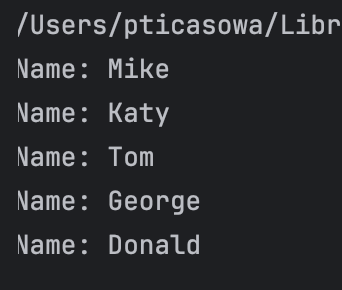 /Users/pticasowa/Libr
Name: Mike
Name: Katy
Name: Tom
Name: George
Name: Donald